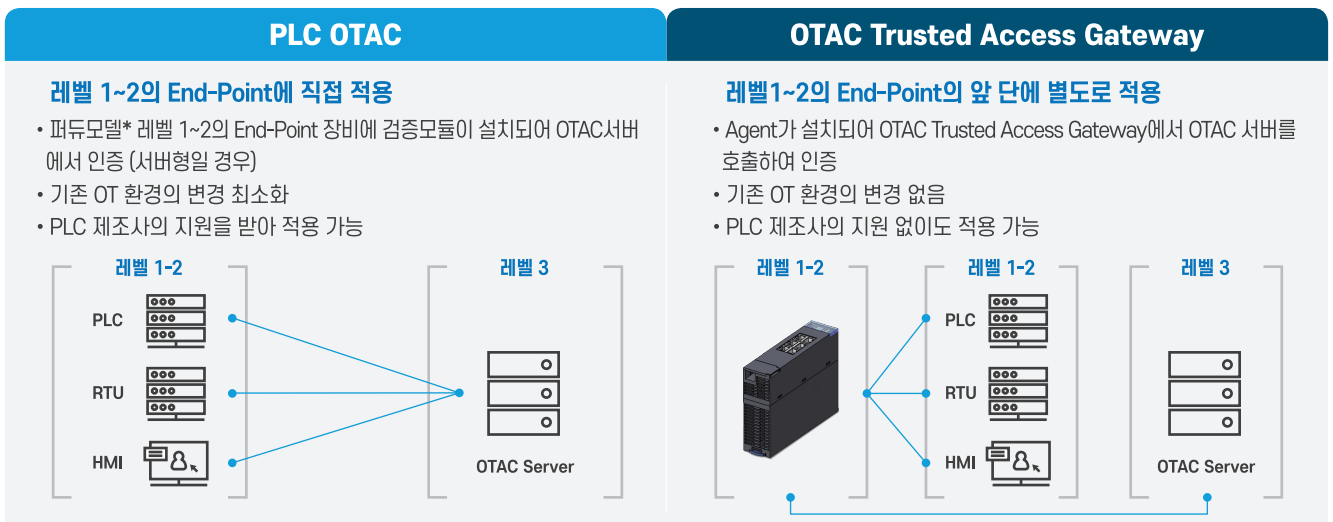 PLC OTAC
레벨 1~2의 End-Point에 직접 적용
• 퍼듀모델* 레벨 1~2의 End-Point 장비에 검증모듈이 설치되어 OTAC서버
에서 인증 (서버형일 경우)
• 기존 OT 환경의 변경 최소화
• PLC 제조사의 지원을 받아 적용 가능
레벨 1-2
레벨 3
PLC
RTU
HMI
OTAC Server
OTAC Trusted Access Gateway
레벨1~2의 End-Point의 앞 단에 별도로 적용
• Agent가 설치되어 OTAC Trusted Access Gateway에서 OTAC 서버를
호출하여 인증
• 기존 OT 환경의 변경 없음
• PLC 제조사의 지원 없이도 적용 가능
레벨 1-2
레벨 1-2
레벨 3
PLC
RTU
HMI
OTAC Server